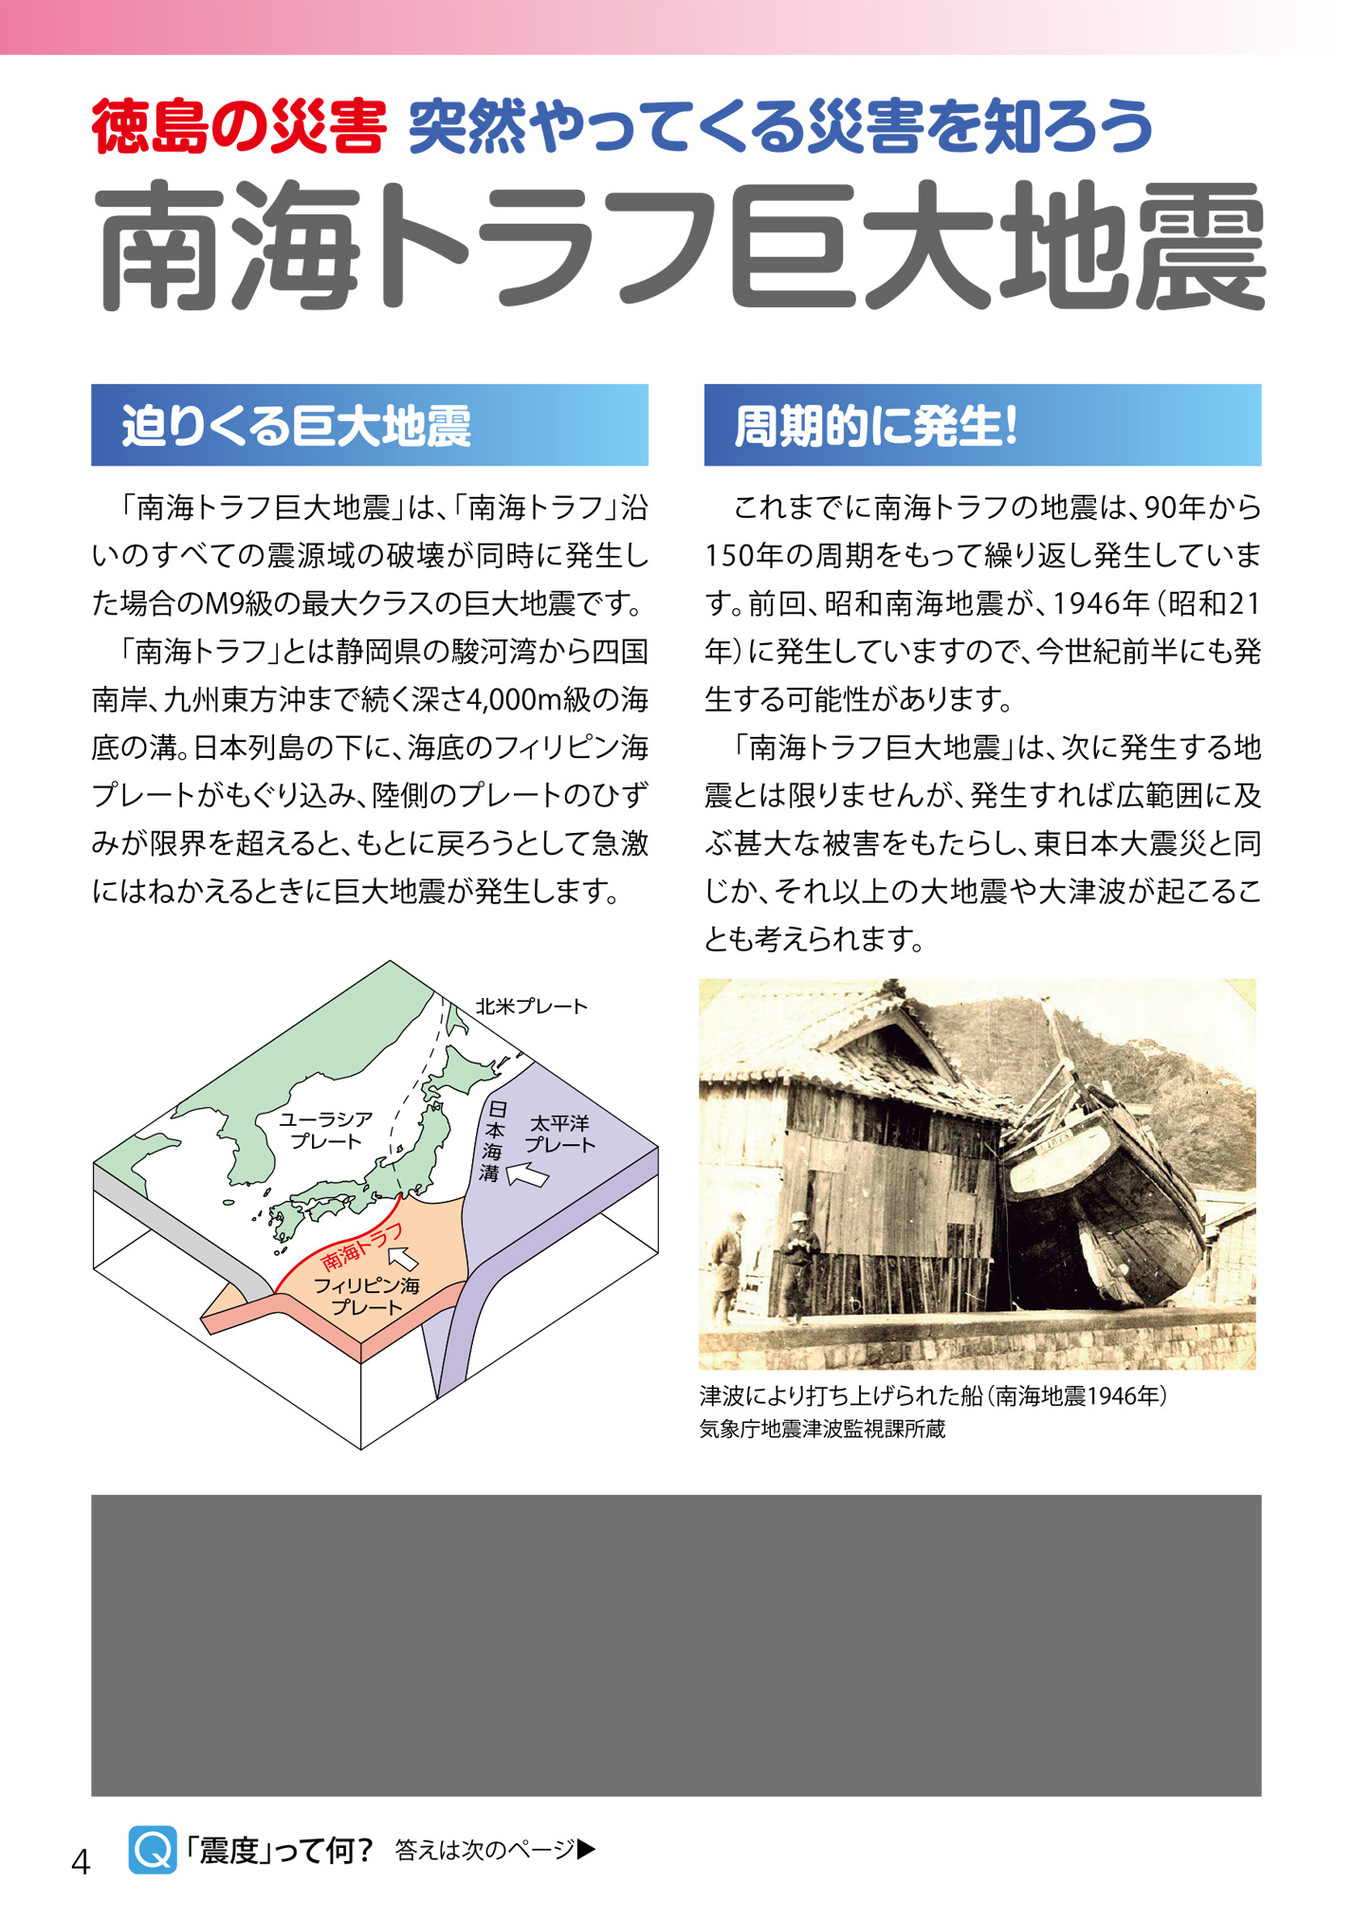 徳島の災害 突然やってくる災害を知ろう
南海トラフ巨大地震
迫りくる巨大地震
「南海トラフ巨大地震」は、「南海トラフ」沿
いのすべての震源域の破壊が同時に発生し
た場合のM9級の最大クラスの巨大地震です。
「南海トラフ」とは静岡県の駿河湾から四国
南岸、九州東方沖まで続く深さ4,000m級の海
底の溝。日本列島の下に、海底のフィリピン海
プレートがもぐり込み、陸側のプレートのひず
みが限界を超えると、もとに戻ろうとして急激
にはねかえるときに巨大地震が発生します。
北米プレート
ユーラシア
プレート
日本海溝
太平洋
プレート
南海トラフ
フィリピン海
プレート
周期的に発生!
これまでに南海トラフの地震は、90年から
150年の周期をもって繰り返し発生していま
す。前回、昭和南海地震が、1946年（昭和21
年）に発生していますので、今世紀前半にも発
生する可能性があります。
「南海トラフ巨大地震」は、次に発生する地
震とは限りませんが、発生すれば広範囲に及
ぶ甚大な被害をもたらし、東日本大震災と同
じか、それ以上の大地震や大津波が起こるこ
とも考えられます。
津波により打ち上げられた船（南海地震1946年）
気象庁地震津波監視課所蔵
Q「震度」って何？ 答えは次のページ▶
4